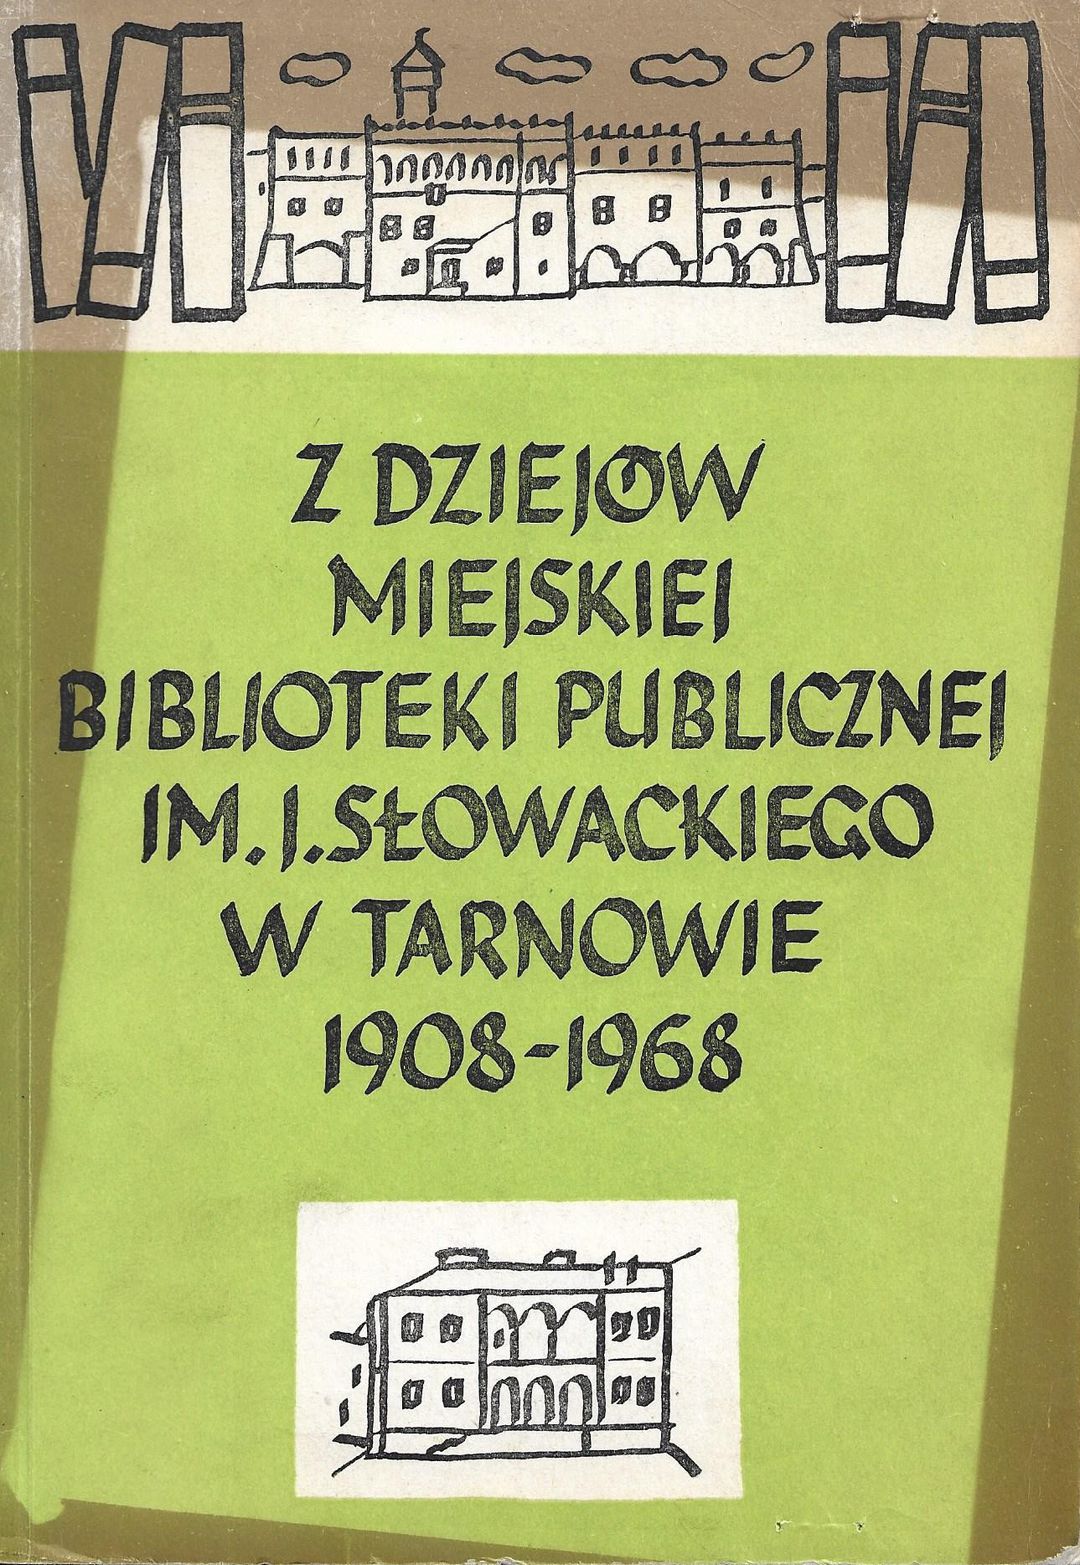 Z DZIEJÓW
MIEJSKIEJ
BIBLIOTEKI PUBLICZNEJ
IM. J. SŁOWACKIEGO
W TARNOWIE
1908-1968